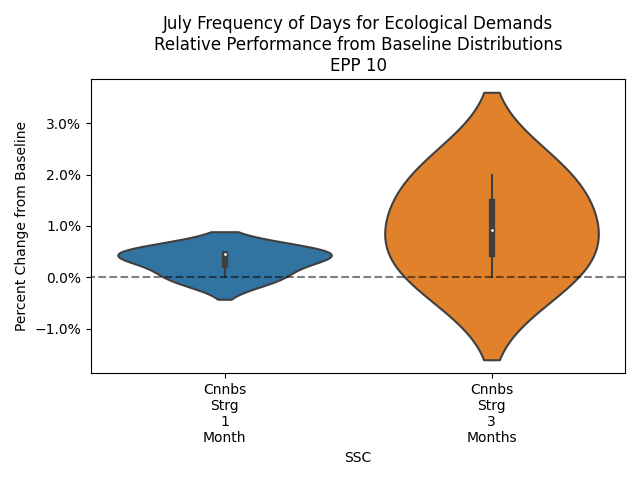 July Frequency of Days for Ecological Demands
Relative Performance from Baseline Distributions
EPP 10
Percent Change from Baseline
3.0%
2.0%
1.0%
0.0%
−1.0%
Cnnbs
Strg
1
Month
Cnnbs
Strg
3
Months
SSC